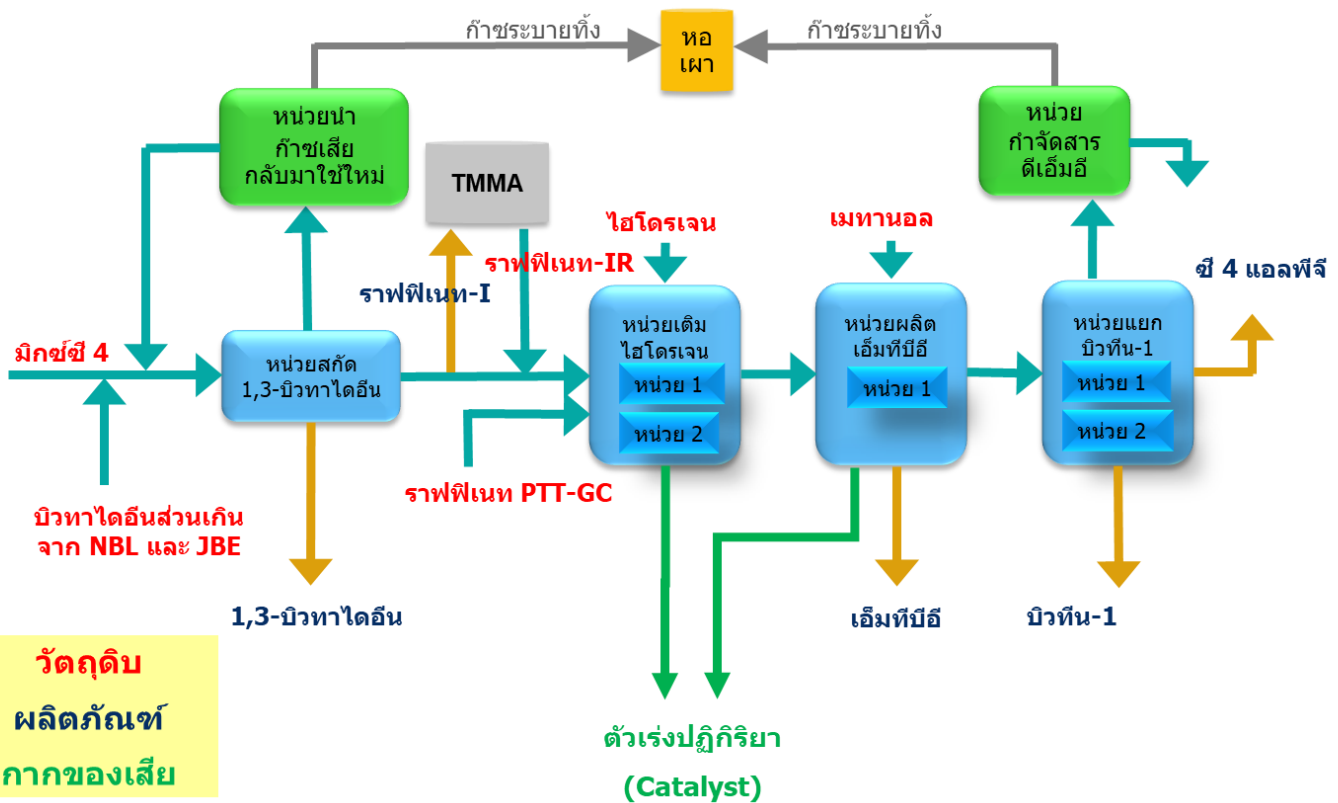 ก๊าซระบายทิ้ง
หอ
เผา
ก๊าซระบายทิ้ง
หน่วยนำ
ก๊าซเสีย
กลับมาใช้ใหม่
TMMA
หน่วย
กำจัดสาร
ดีเอ็มอี
ไฮโดรเจน
เมทานอล
ราฟฟิเนท-IR
ราฟฟิเนท-I
ซี 4 แอลพีจี
มิกซ์ซี 4
หน่วยสกัด
1,3-บิวทาไดอีน
หน่วยเติม
ไฮโดรเจน
หน่วย 1
หน่วย 2
หน่วยผลิต
เอ็มทีบีอี
หน่วย 1
หน่วยแยก
บิวทีน-1
หน่วย 1
หน่วย 2
ราฟฟิเนท PTT-GC
บิวทาไดอีนส่วนเกิน
จาก NBL และ JBE
1,3-บิวทาไดอีน
เอ็มทีบีอี
บิวทีน-1
วัตถุดิบ
ผลิตภัณฑ์
กากของเสีย
ตัวเร่งปฏิกิริยา
(Catalyst)